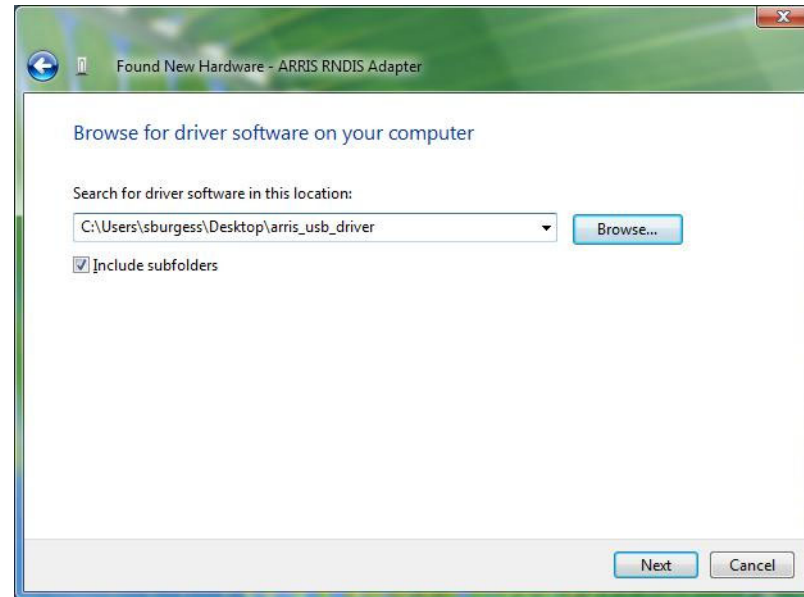 Found New Hardware - ARRIS RNDIS Adapter
Browse for driver software on your computer
Search for driver software in this location:
C:\Users\sburgess\Desktop\arris_usb_driver
Browse...
Include subfolders
Next
Cancel